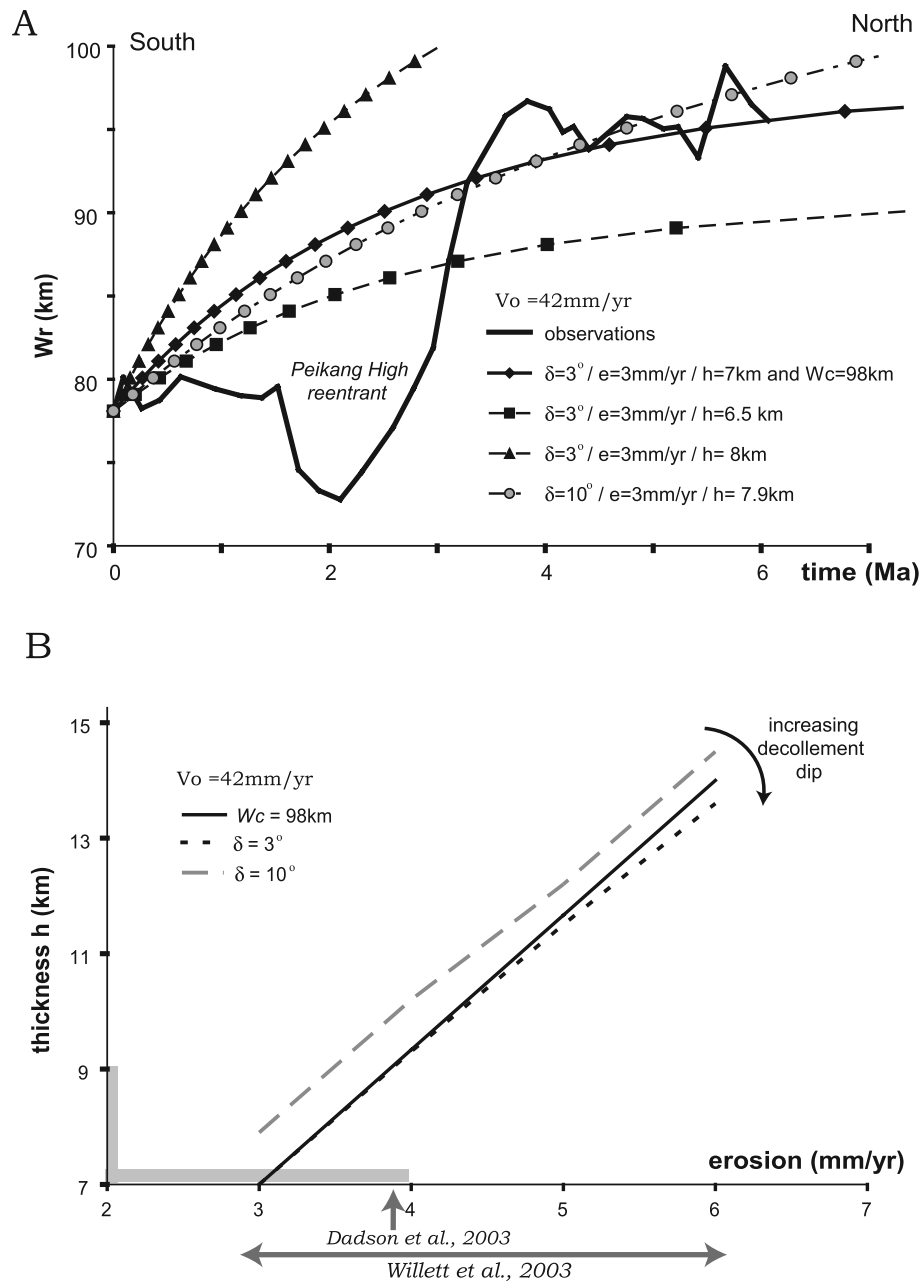 A
South
North
100
90
80
70
Wr (km)
Vo =42mm/yr
observations
Peikang High
reentrant
δ=3° / e=3mm/yr / h=7km and Wc=98km
δ=3° / e=3mm/yr / h=6.5 km
δ=3° / e=3mm/yr / h= 8km
δ=10° / e=3mm/yr / h= 7.9km
0 2 4 6 time (Ma)
B
15
13
11
9
7
thickness h (km)
increasing
decollement
dip
Vo =42mm/yr
Wc = 98km
δ = 3°
δ = 10°
erosion (mm/yr)
2 3 4 5 6 7
Dadson et al., 2003
Willett et al., 2003